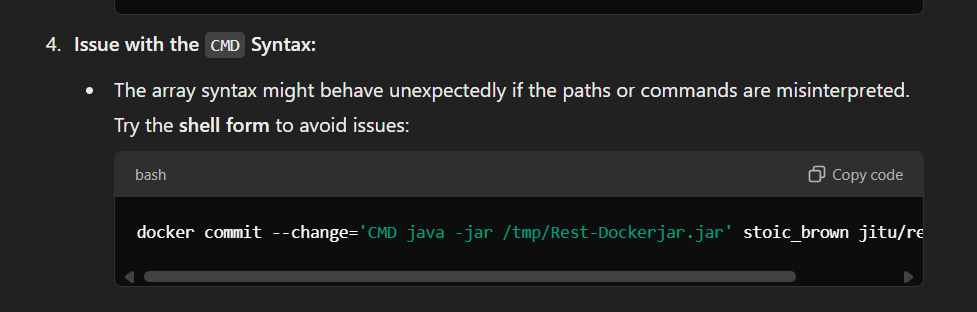 4. Issue with the CMD Syntax:
• The array syntax might behave unexpectedly if the paths or commands are misinterpreted.
Try the shell form to avoid issues:
bash Copy code
docker commit --change='CMD java -jar /tmp/Rest-Dockerjar.jar' stoic_brown jitu/re